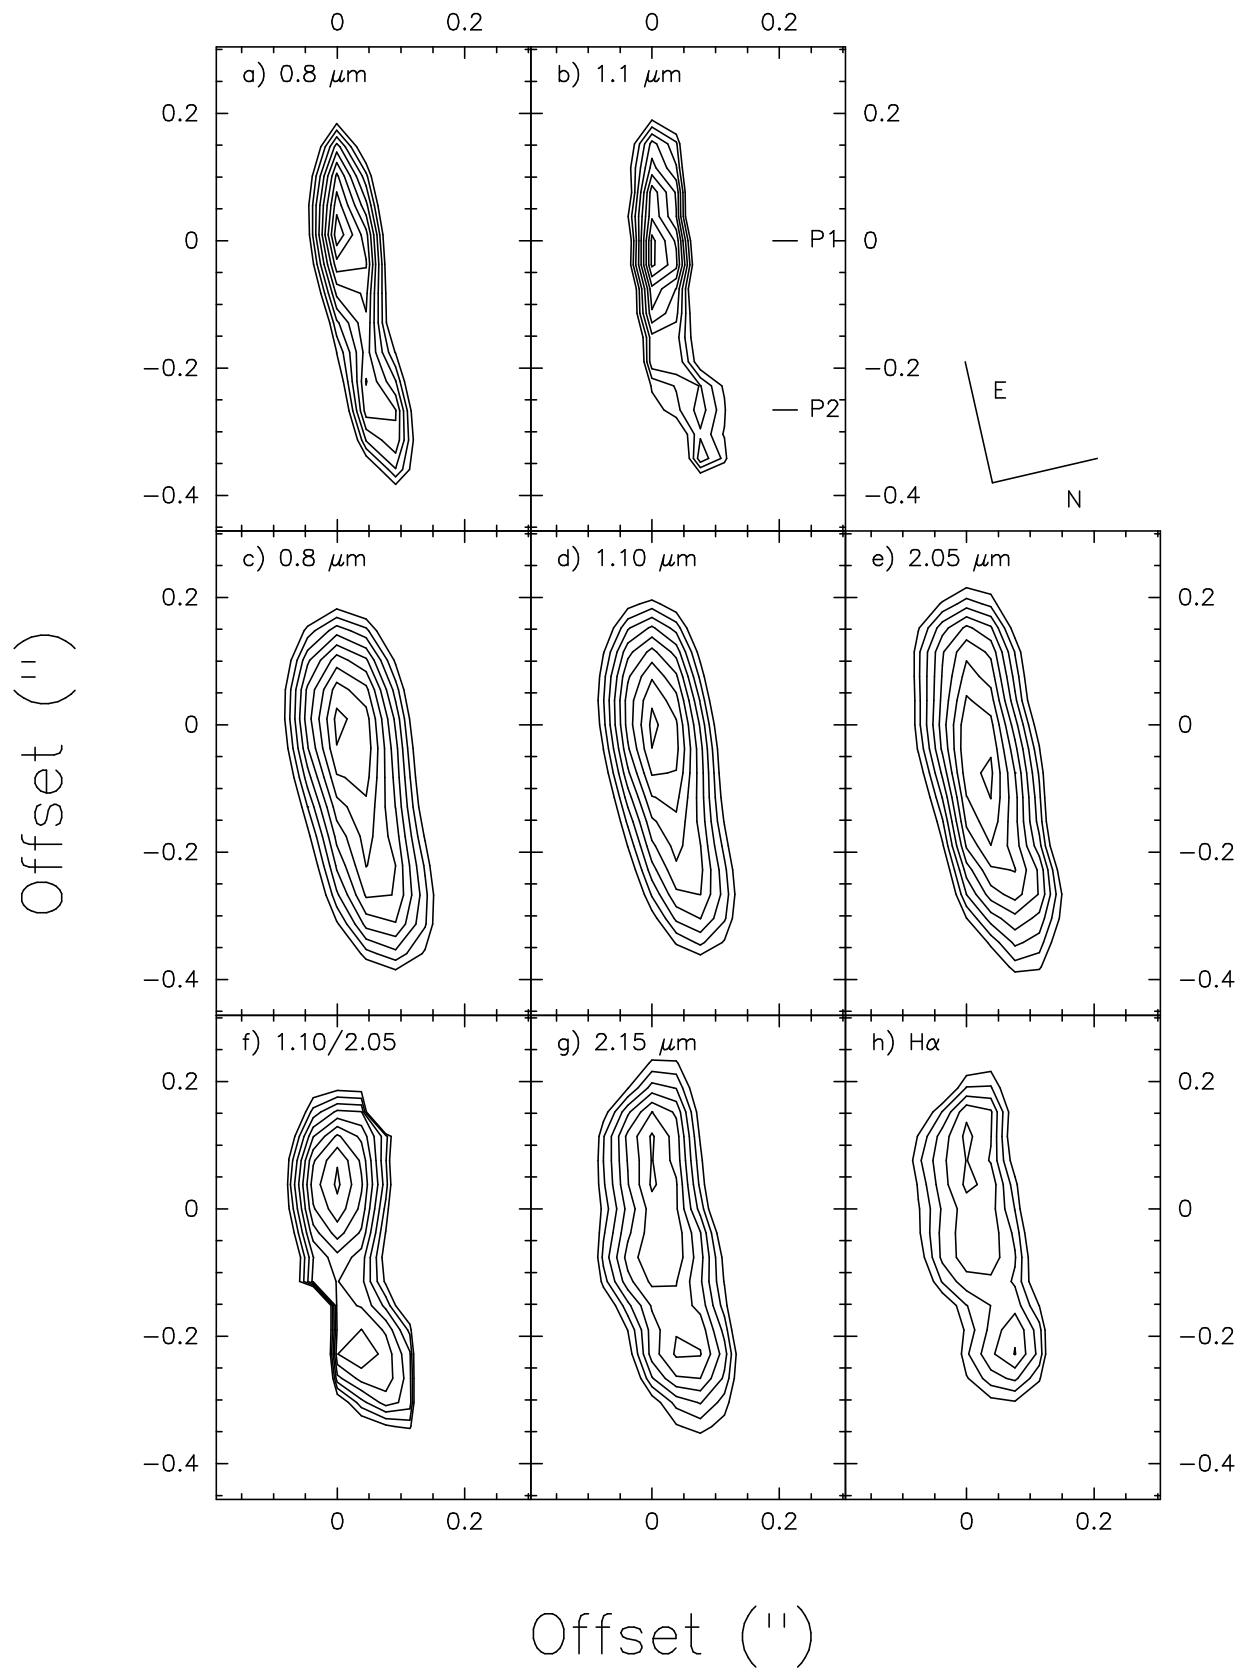 0 0.2 0 0.2
a) 0.8 μm b) 1.1 μm
0.2 0.2
0 P1 0
−0.2 −0.2
E
P2
−0.4 −0.4
N
c) 0.8 μm d) 1.10 μm e) 2.05 μm
0.2 0.2
0 0
−0.2 −0.2
−0.4 −0.4
f) 1.10/2.05 g) 2.15 μm h) Hα
0.2 0.2
0 0
−0.2 −0.2
−0.4 −0.4
0 0.2 0 0.2 0 0.2
Offset (")
Offset (")